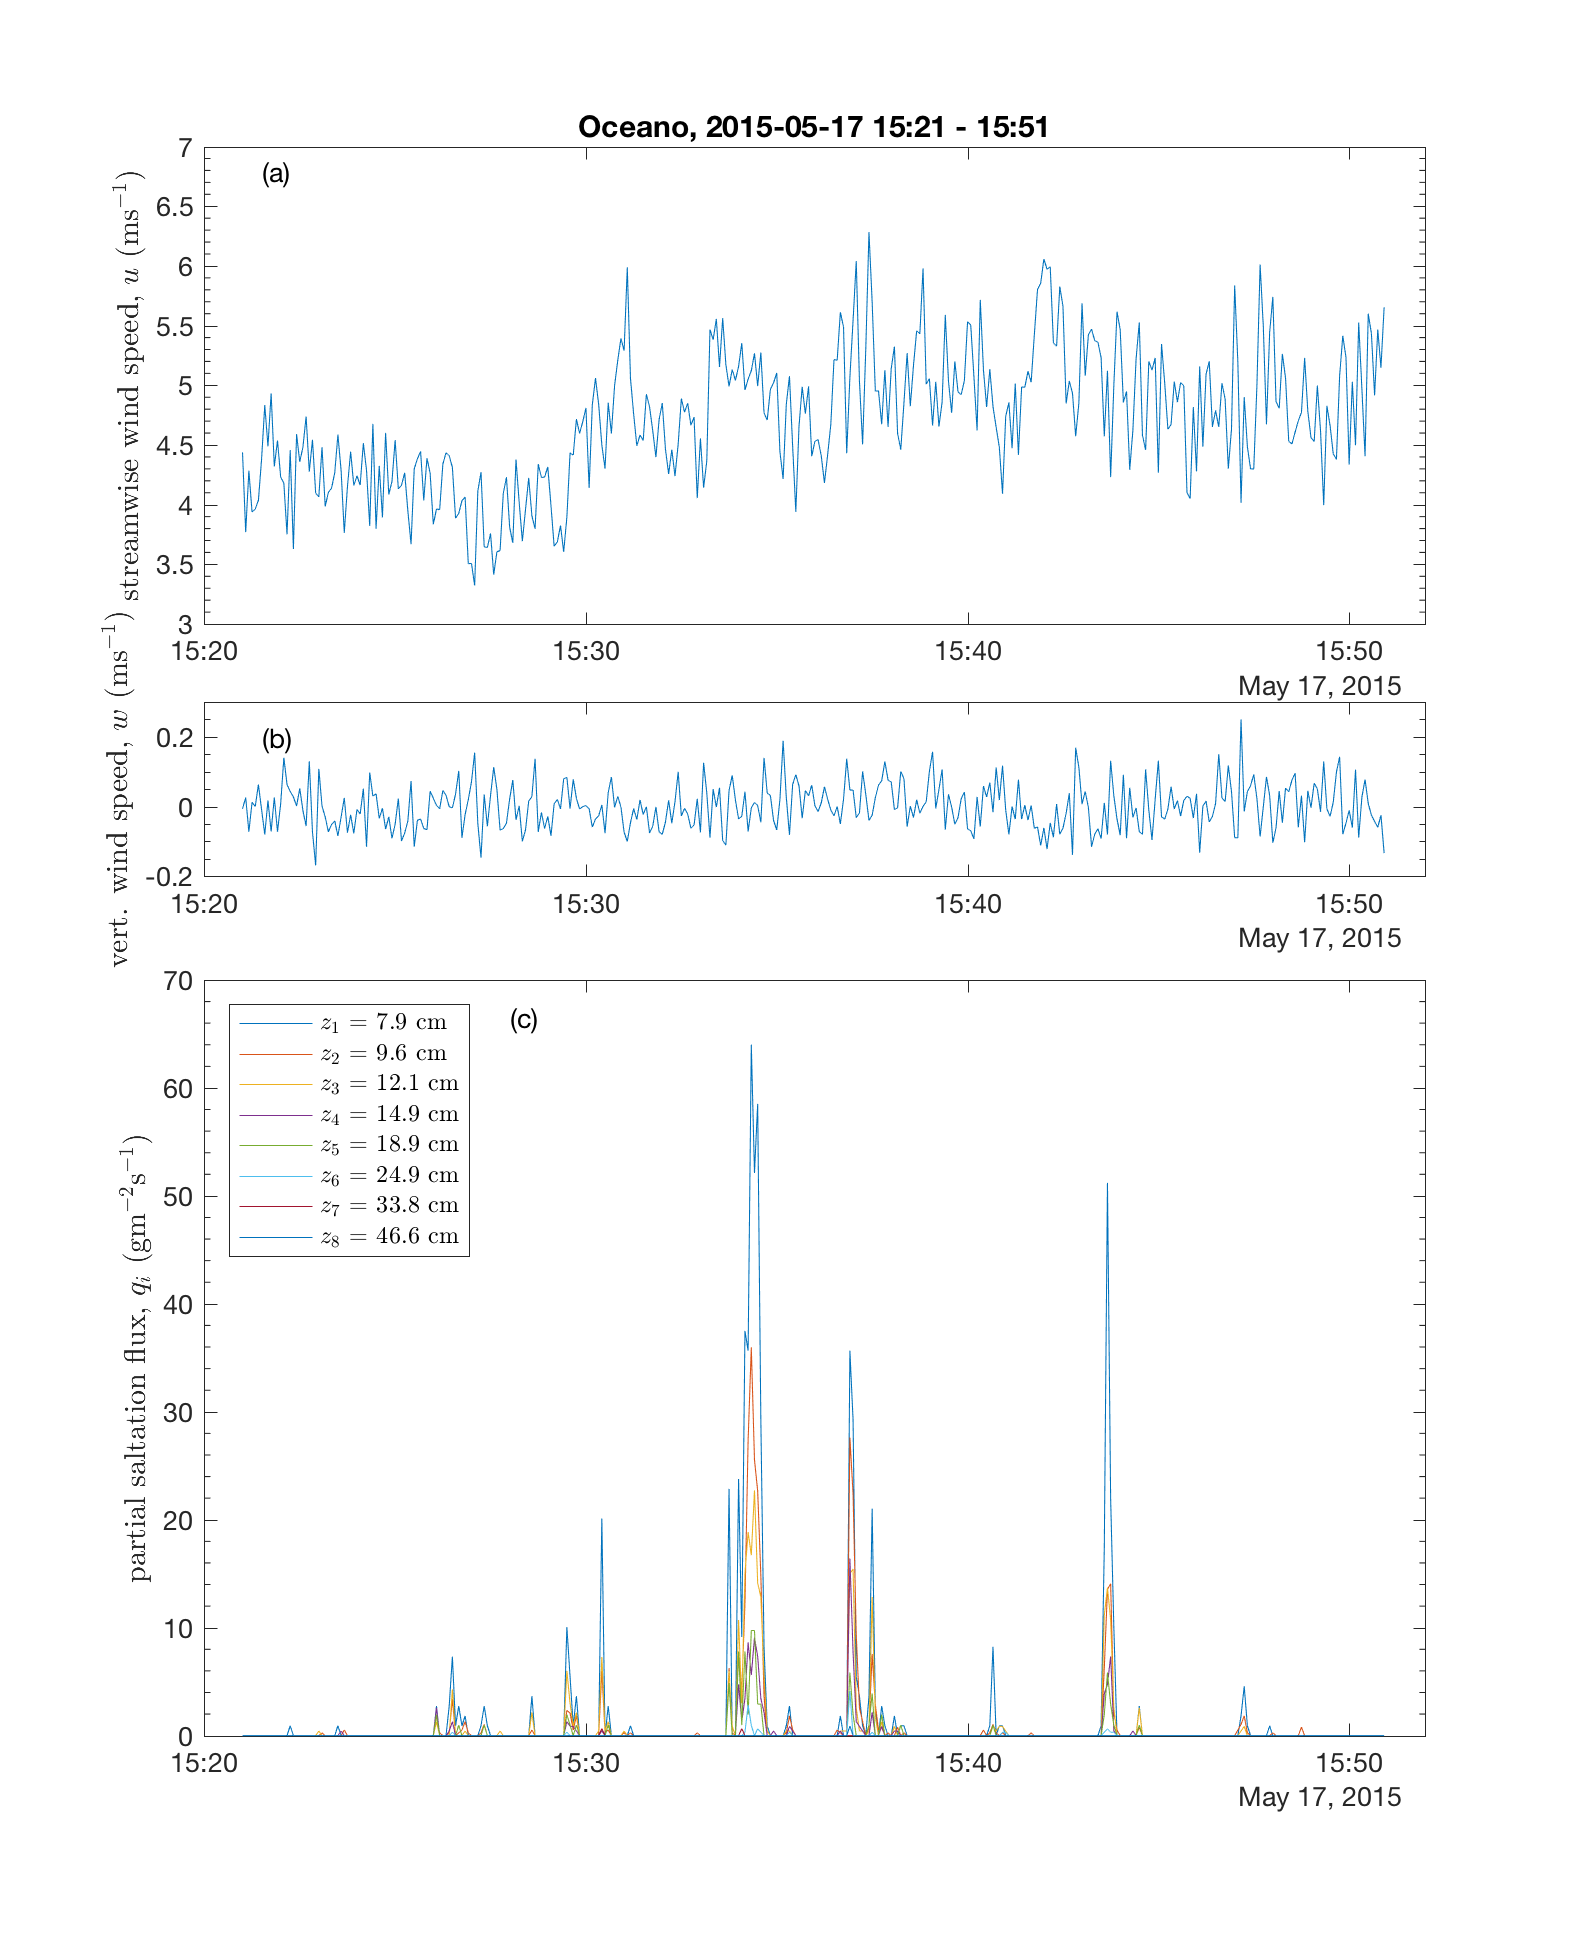 Oceano, 2015-05-17 15:21 - 15:51
(a)
streamwise wind speed, u (ms−1)
7
6.5
6
5.5
5
4.5
4
3.5
3
15:20 15:30 15:40 15:50
May 17, 2015
(b)
vert. wind speed, w (ms−1)
0.2
0
-0.2
15:20 15:30 15:40 15:50
May 17, 2015
(c)
partial saltation flux, qi (gm−2s−1)
70
60
50
40
30
20
10
0
z1 = 7.9 cm
z2 = 9.6 cm
z3 = 12.1 cm
z4 = 14.9 cm
z5 = 18.9 cm
z6 = 24.9 cm
z7 = 33.8 cm
z8 = 46.6 cm
15:20 15:30 15:40 15:50
May 17, 2015